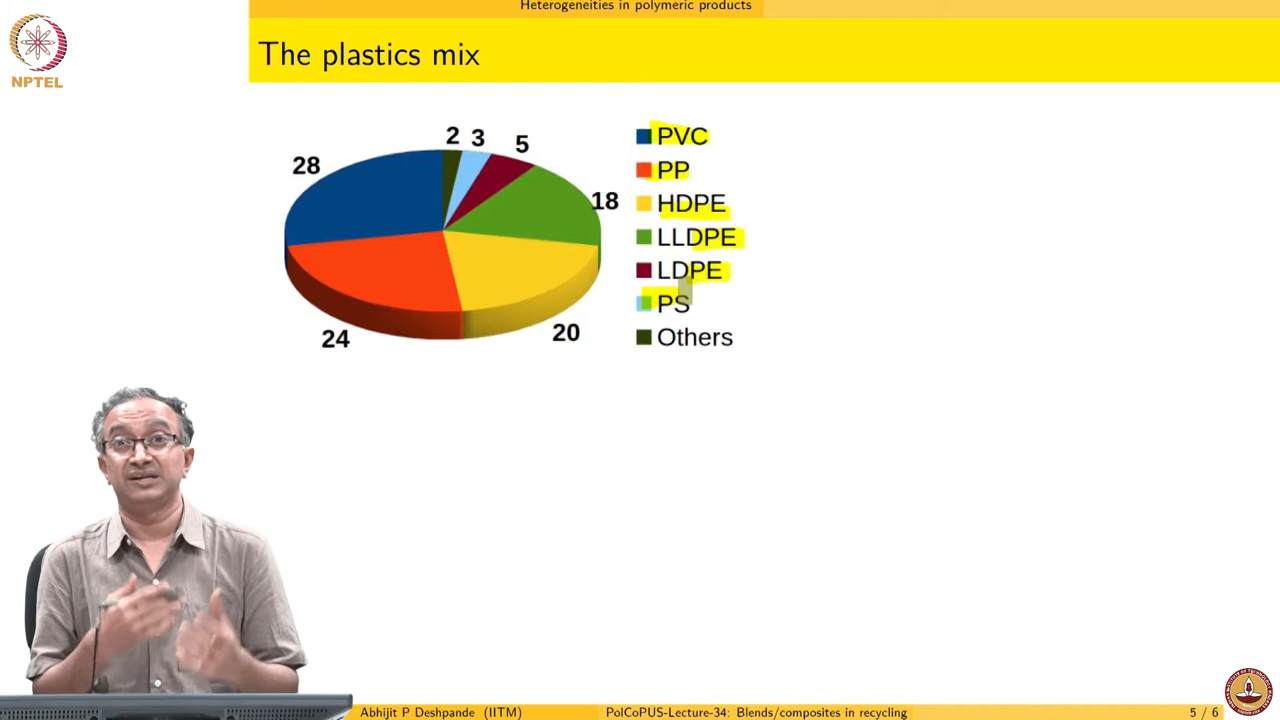 Heterogeneities in polymeric products
NPTEL
The plastics mix
28
2
3
5
18
24
20
PVC
PP
HDPE
LLDPE
LDPE
PS
Others
Abhijit P Deshpande (IITM)
PolCoPUS-Lecture-34: Blends/composites in recycling
5 / 6